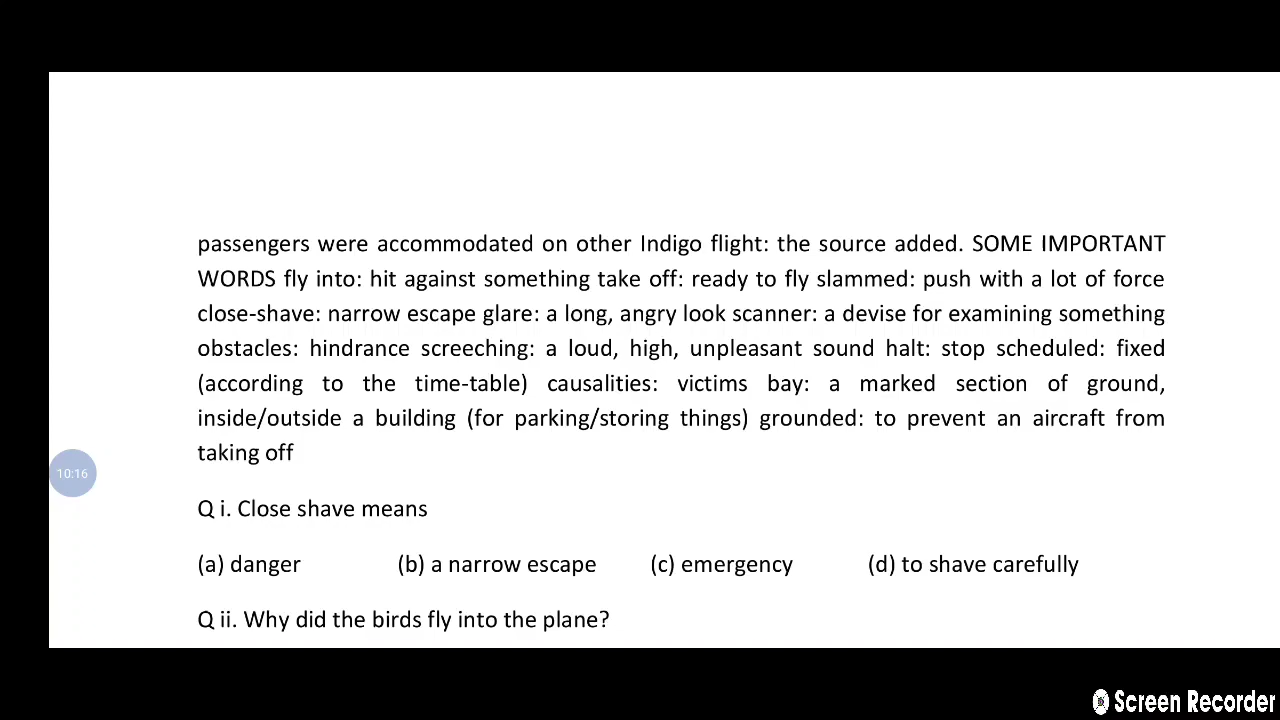 passengers were accommodated on other Indigo flight: the source added. SOME IMPORTANT
WORDS fly into: hit against something take off: ready to fly slammed: push with a lot of force
close-shave: narrow escape glare: a long, angry look scanner: a devise for examining something
obstacles: hindrance screeching: a loud, high, unpleasant sound halt: stop scheduled: fixed
(according to the time-table) causalities: victims bay: a marked section of ground,
inside/outside a building (for parking/storing things) grounded: to prevent an aircraft from
taking off
10:16
Q i. Close shave means
(a) danger (b) a narrow escape (c) emergency (d) to shave carefully
Q ii. Why did the birds fly into the plane?
Screen Recorder